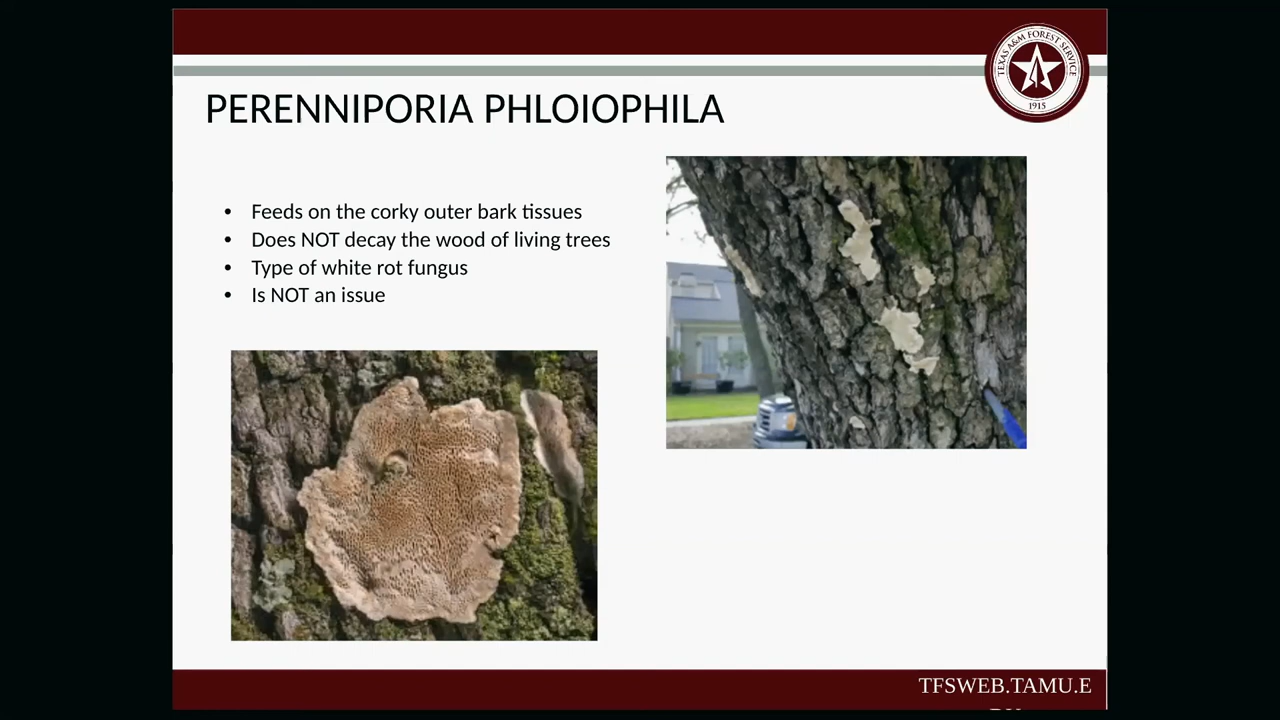 TEXAS A&M FOREST SERVICE
1915
PERENNIPORIA PHLOIOPHILA
• Feeds on the corky outer bark tissues
• Does NOT decay the wood of living trees
• Type of white rot fungus
• Is NOT an issue
TFSWEB.TAMU.E